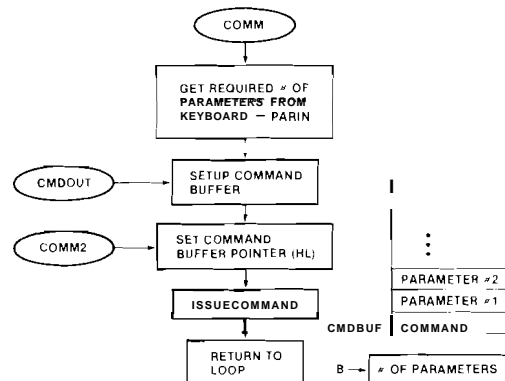 COMM
GET REQUIRED # OF
PARAMETERS FROM
KEYBOARD – PARIN
CMDOUT
SETUP COMMAND
BUFFER
COMM2
SET COMMAND
BUFFER POINTER (HL)
ISSUECOMMAND
RETURN TO
LOOP
PARAMETER #2
PARAMETER #1
CMDBUF COMMAND
B # OF PARAMETERS